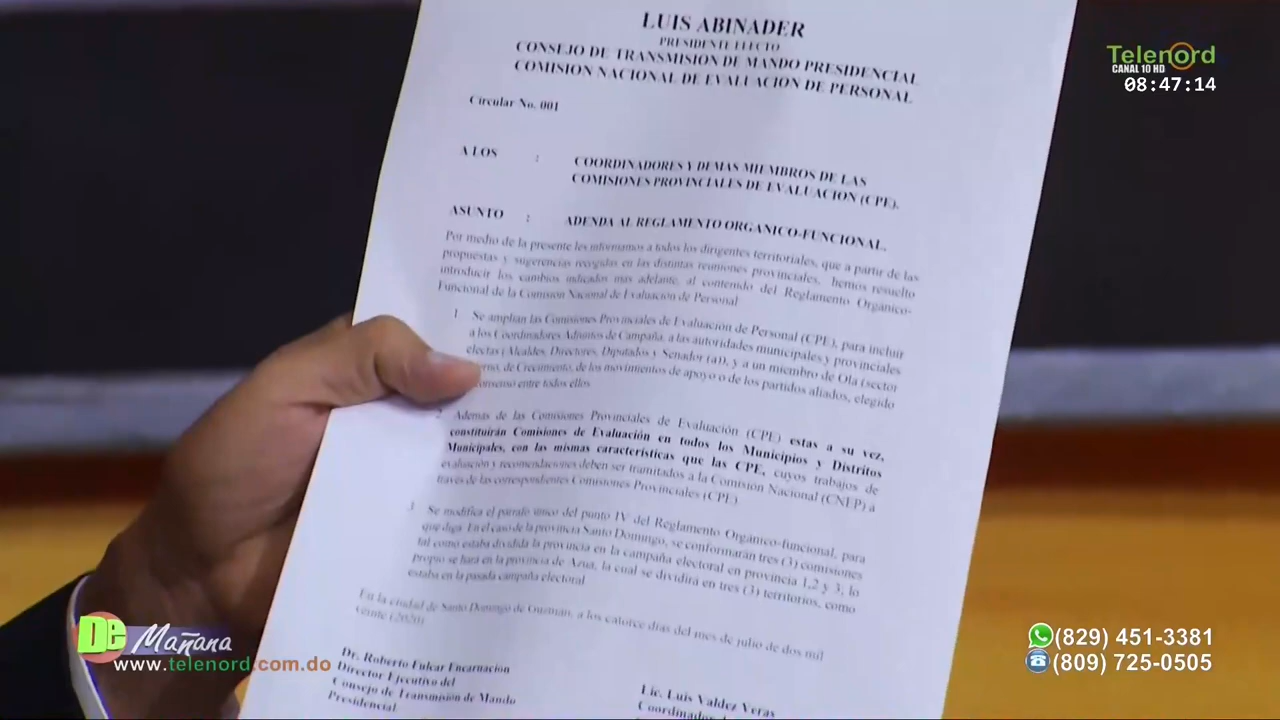 LUIS ABINADER
PRESIDENTE ELECTO
CONSEJO DE TRANSMISION DE MANDO PRESIDENCIAL
COMISION NACIONAL DE EVALUACION DE PERSONAL
Circular No. 001
A LOS : COORDINADORES Y DEMAS MIEMBROS DE LAS
COMISIONES PROVINCIALES DE EVALUACION (CPE).
ASUNTO : ADENDA AL REGLAMENTO ORGANICO-FUNCIONAL.
Por medio de la presente les informamos a todos los dirigentes territoriales, que a partir de las
propuestas y sugerencias recogidas en las distintas reuniones provinciales, hemos resuelto
introducir los cambios indicados mas adelante, al contenido del Reglamento Orgánico-
Funcional de la Comisión Nacional de Evaluación de Personal
1 Se amplian las Comisiones Provinciales de Evaluación de Personal (CPE), para incluir
a los Coordinadores Adjuntos de Campaña, a las autoridades municipales y provinciales
electas (Alcaldes, Directores, Diputados y Senador (a)), y a un miembro de Ola (sector
de Crecimiento, de los movimientos de apoyo o de los partidos aliados, elegido
entre todos ellos
2 Además de las Comisiones Provinciales de Evaluación (CPE) estas a su vez,
constituirán Comisiones de Evaluación en todos los Municipios y Distritos
Municipales, con las mismas características que las CPE, cuyos trabajos de
evaluación y recomendaciones deben ser tramitados a la Comisión Nacional (CNEP) a
través de las correspondientes Comisiones Provinciales (CPE)
3 Se modifica el párrafo único del punto IV del Reglamento Orgánico-funcional, para
que diga En el caso de la provincia Santo Domingo, se conformarán tres (3) comisiones
tal como estaba dividida la provincia en la campaña electoral en provincia 1,2 y 3, lo
propio se hará en la provincia de Azua, la cual se dividirá en tres (3) territorios, como
estaba en la pasada campaña electoral
En la ciudad de Santo Domingo de Guzmán, a los catorce días del mes de julio de dos mil
veinte (2020)
Dr. Roberto Fulcar Encarnación
Director Ejecutivo del
Consejo de Transmisión de Mando
Presidencial.
Lic. Luis Valdez Veras
Telenord
CANAL 10 HD
08:47:14
De Mañana
www.telenord.com.do
(829) 451-3381
(809) 725-0505